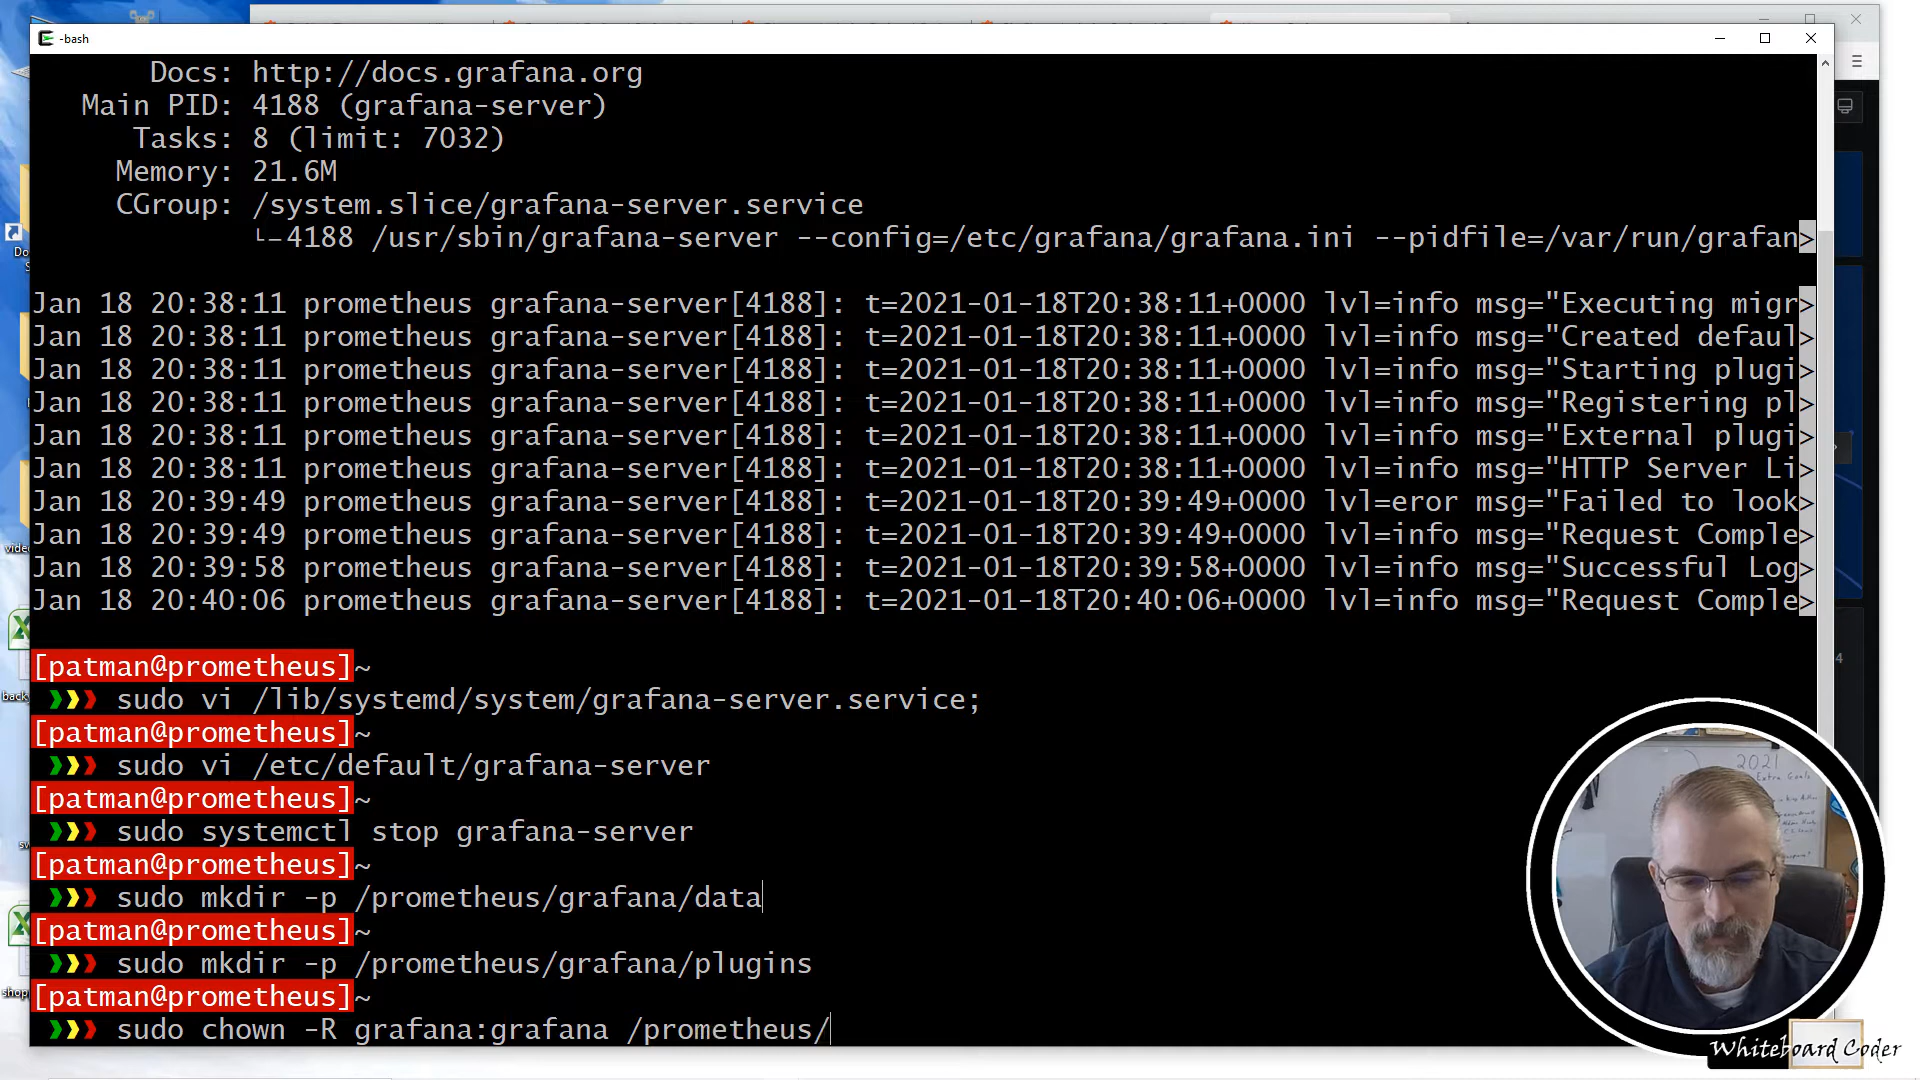 -bash
Docs: http://docs.grafana.org
Main PID: 4188 (grafana-server)
Tasks: 8 (limit: 7032)
Memory: 21.6M
CGroup: /system.slice/grafana-server.service
└─4188 /usr/sbin/grafana-server --config=/etc/grafana/grafana.ini --pidfile=/var/run/grafan>
Jan 18 20:38:11 prometheus grafana-server[4188]: t=2021-01-18T20:38:11+0000 lvl=info msg="Executing migr>
Jan 18 20:38:11 prometheus grafana-server[4188]: t=2021-01-18T20:38:11+0000 lvl=info msg="Created defaul>
Jan 18 20:38:11 prometheus grafana-server[4188]: t=2021-01-18T20:38:11+0000 lvl=info msg="Starting plugi>
Jan 18 20:38:11 prometheus grafana-server[4188]: t=2021-01-18T20:38:11+0000 lvl=info msg="Registering pl>
Jan 18 20:38:11 prometheus grafana-server[4188]: t=2021-01-18T20:38:11+0000 lvl=info msg="External plugi>
Jan 18 20:38:11 prometheus grafana-server[4188]: t=2021-01-18T20:38:11+0000 lvl=info msg="HTTP Server Li>
Jan 18 20:39:49 prometheus grafana-server[4188]: t=2021-01-18T20:39:49+0000 lvl=eror msg="Failed to look>
Jan 18 20:39:49 prometheus grafana-server[4188]: t=2021-01-18T20:39:49+0000 lvl=info msg="Request Comple>
Jan 18 20:39:58 prometheus grafana-server[4188]: t=2021-01-18T20:39:58+0000 lvl=info msg="Successful Log>
Jan 18 20:40:06 prometheus grafana-server[4188]: t=2021-01-18T20:40:06+0000 lvl=info msg="Request Comple>
[patman@prometheus]~
❯❯❯ sudo vi /lib/systemd/system/grafana-server.service;
[patman@prometheus]~
❯❯❯ sudo vi /etc/default/grafana-server
[patman@prometheus]~
❯❯❯ sudo systemctl stop grafana-server
[patman@prometheus]~
❯❯❯ sudo mkdir -p /prometheus/grafana/data
[patman@prometheus]~
❯❯❯ sudo mkdir -p /prometheus/grafana/plugins
[patman@prometheus]~
❯❯❯ sudo chown -R grafana:grafana /prometheus/
2021
Extra Goals
Whiteboard Coder